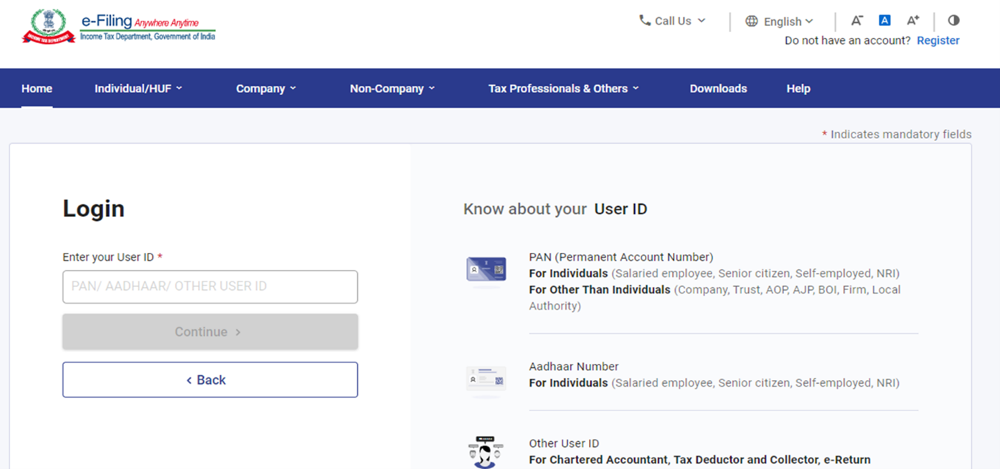 e-Filing Anywhere Anytime
Income Tax Department, Government of India
Call Us
English
A-
A
A+
Do not have an account? Register
Home
Individual/HUF
Company
Non-Company
Tax Professionals & Others
Downloads
Help
* Indicates mandatory fields
Login
Enter your User ID *
PAN/ AADHAAR/ OTHER USER ID
Continue >
< Back
Know about your User ID
PAN (Permanent Account Number)
For Individuals (Salaried employee, Senior citizen, Self-employed, NRI)
For Other Than Individuals (Company, Trust, AOP, AJP, BOI, Firm, Local
Authority)
Aadhaar Number
For Individuals (Salaried employee, Senior citizen, Self-employed, NRI)
Other User ID
For Chartered Accountant, Tax Deductor and Collector, e-Return